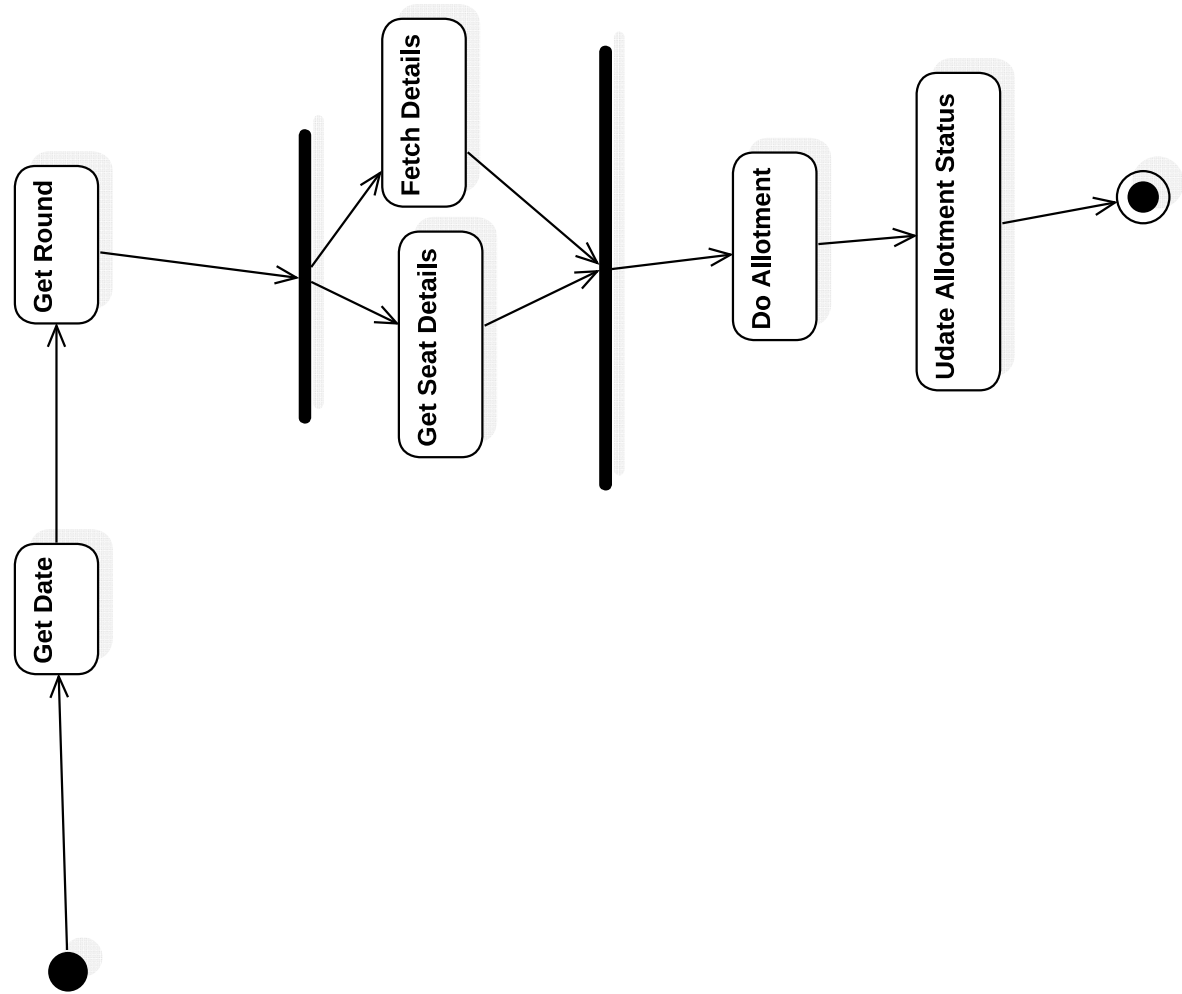 Get Date
Get Round
Fetch Details
Get Seat Details
Do Allotment
Udate Allotment Status